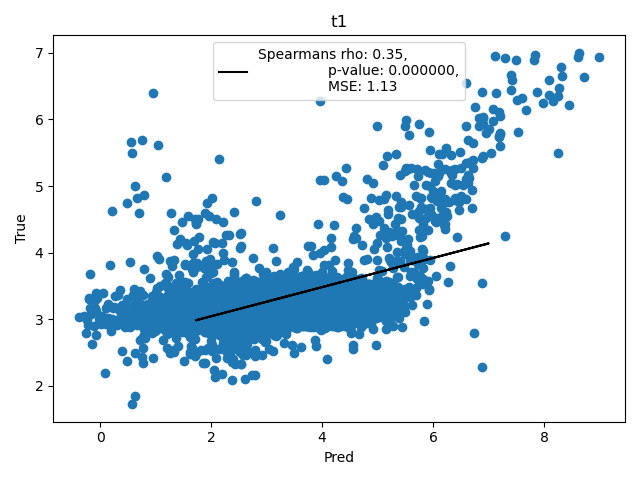 t1
Spearmans rho: 0.35,
p-value: 0.000000,
MSE: 1.13
7
6
5
4
3
2
True
0 2 4 6 8
Pred